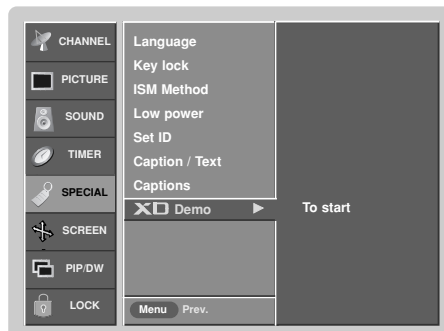 CHANNEL
PICTURE
SOUND
TIMER
SPECIAL
SCREEN
PIP/DW
LOCK
Language
Key lock
ISM Method
Low power
Set ID
Caption / Text
Captions
XD Demo
To start
Menu Prev.